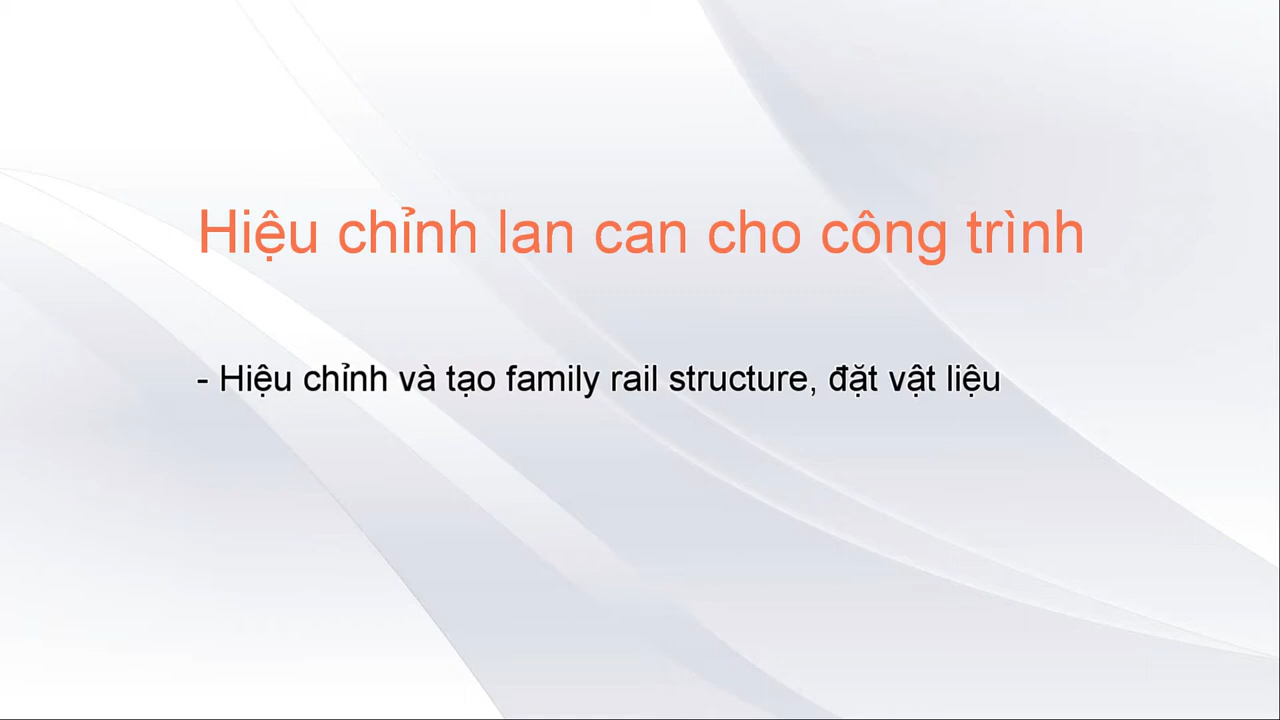 Hiệu chỉnh lan can cho công trình
- Hiệu chỉnh và tạo family rail structure, đặt vật liệu